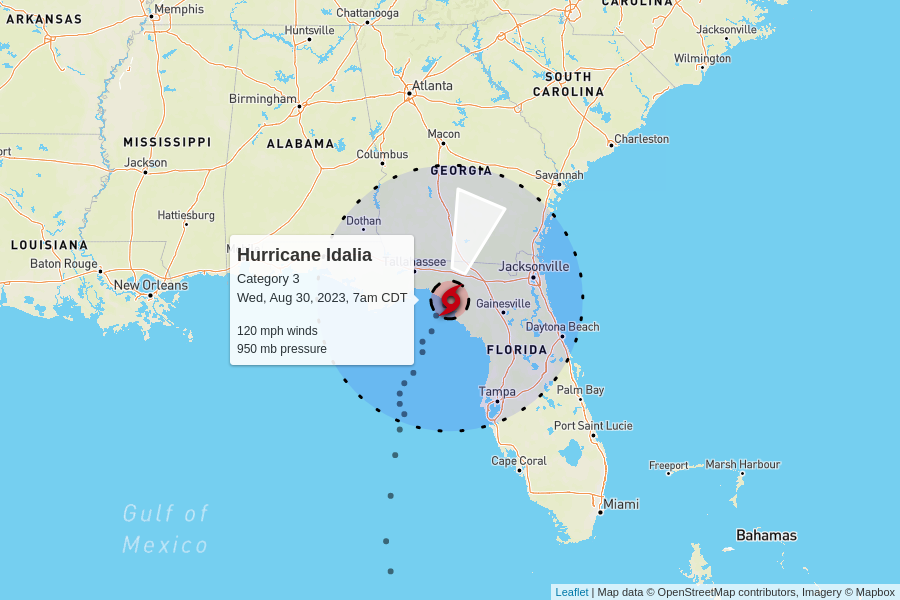 CAROLINA
ARKANSAS
Memphis
Chattanooga
Huntsville
Jacksonville
Wilmington
Atlanta
SOUTH
CAROLINA
Birmingham
Macon
Charleston
MISSISSIPPI
ALABAMA
Columbus
ort
Jackson
GEORGIA
Savannah
Hattiesburg
Dothan
LOUISIANA
M
Baton Rouge
Tallahassee
Jacksonville
New Orleans
Hurricane Idalia
Category 3
Wed, Aug 30, 2023, 7am CDT
120 mph winds
950 mb pressure
Gainesville
Daytona Beach
FLORIDA
Tampa
Palm Bay
Port Saint Lucie
Cape Coral
Freeport
Marsh Harbour
Miami
Gulf of
Mexico
Bahamas
Leaflet | Map data © OpenStreetMap contributors, Imagery © Mapbox